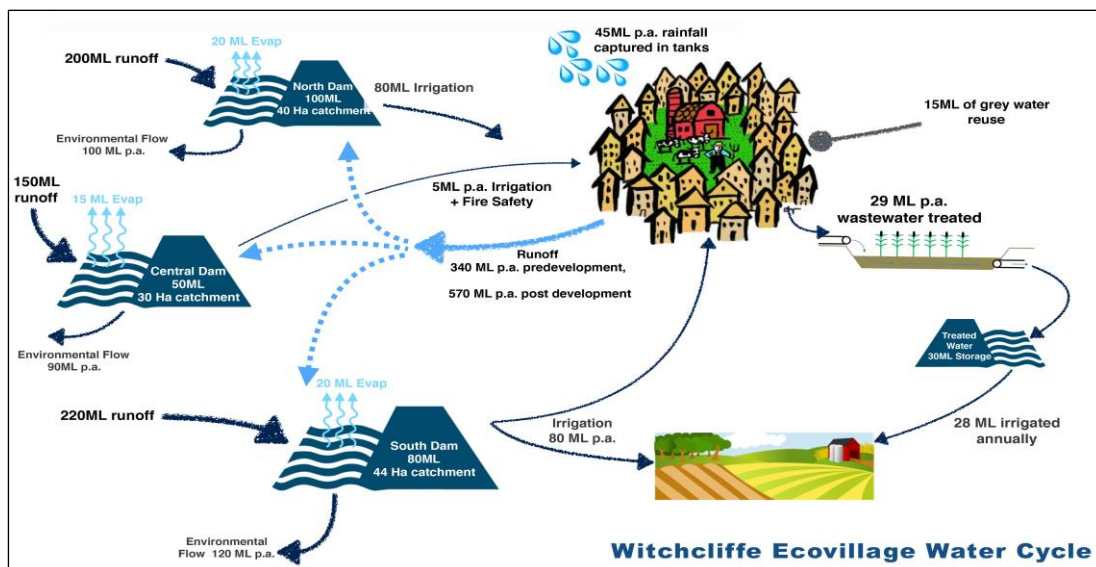 20 ML Evap
200ML runoff
North Dam
100ML
40 Ha catchment
80ML Irrigation
Environmental Flow
100 ML p.a.
45ML p.a. rainfall
captured in tanks
15ML of grey water
reuse
150ML
runoff
15 ML Evap
Central Dam
50ML
30 Ha catchment
5ML p.a. Irrigation
+ Fire Safety
Environmental Flow
90ML p.a.
Runoff
340 ML p.a. predevelopment,
570 ML p.a. post development
29 ML p.a.
wastewater treated
Treated
Water
30ML Storage
20 ML Evap
220ML runoff
South Dam
80ML
44 Ha catchment
Irrigation
80 ML p.a.
28 ML irrigated
annually
Environmental
Flow 120 ML p.a.
Witchcliffe Ecovillage Water Cycle